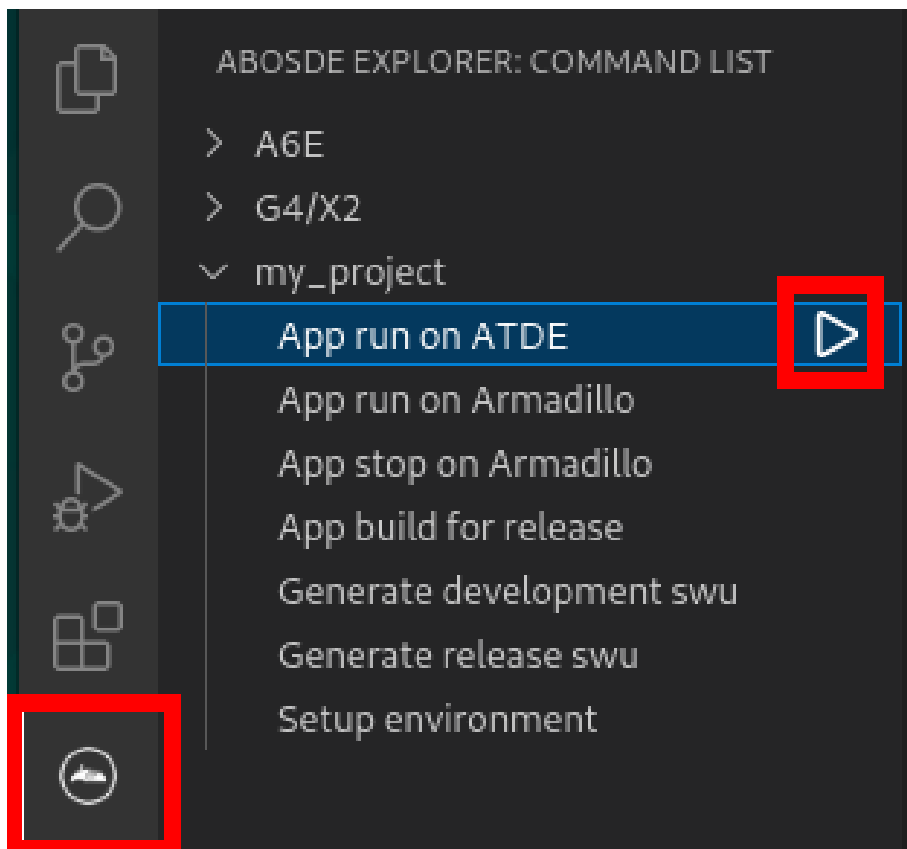 ABOSDE EXPLORER: COMMAND LIST
A6E
G4/X2
my_project
App run on ATDE
App run on Armadillo
App stop on Armadillo
App build for release
Generate development swu
Generate release swu
Setup environment